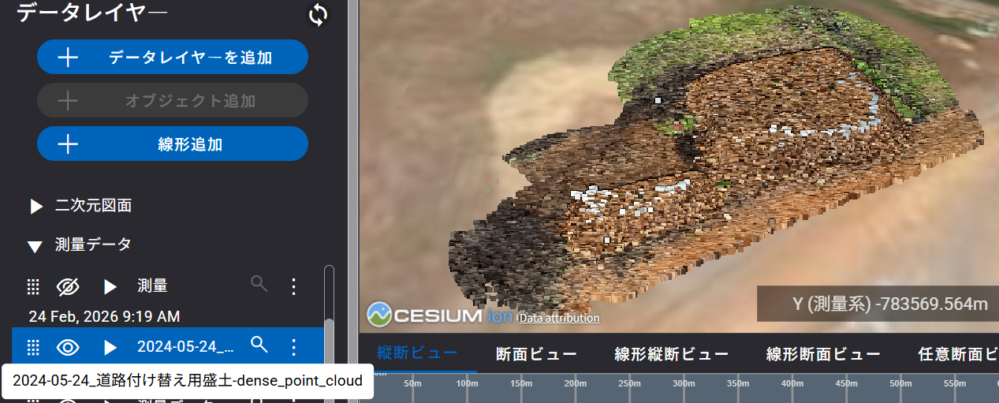 データレイヤー
データレイヤーを追加
オブジェクト追加
線形追加
二次元図面
測量データ
測量
24 Feb, 2026 9:19 AM
2024-05-24_...
2024-05-24_道路付け替え用盛土-dense_point_cloud
CESIUM ion Data attribution
Y (測量系) -783569.564m
縦断ビュー 断面ビュー 線形縦断ビュー 線形断面ビュー 任意断面ビ
50m 100m 150m 200m 250m 300m 350m 400m 450m 500m 550m